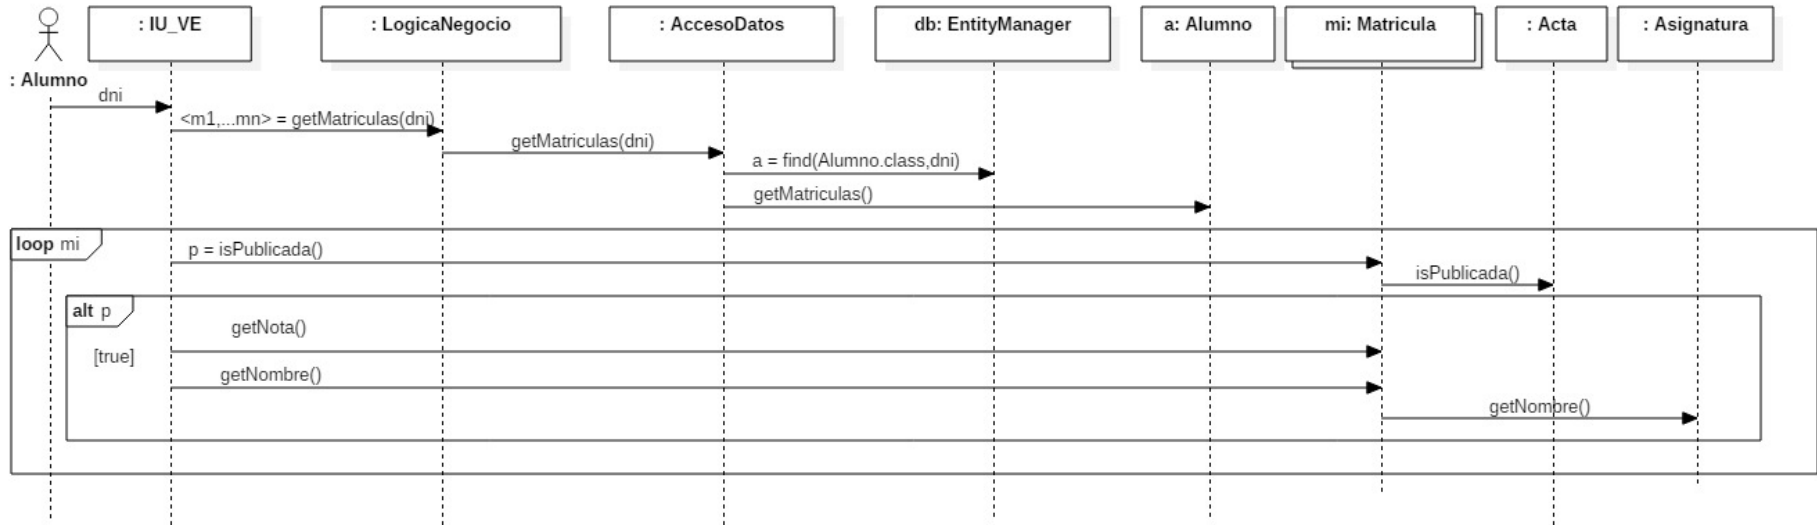 : IU_VE
: LogicaNegocio
: AccesoDatos
db: EntityManager
a: Alumno
mi: Matricula
: Acta
: Asignatura
: Alumno
dni
<m1,...mn> = getMatriculas(dni)
getMatriculas(dni)
a = find(Alumno.class,dni)
getMatriculas()
loop mi
p = isPublicada()
isPublicada()
alt p
getNota()
[true]
getNombre()
getNombre()